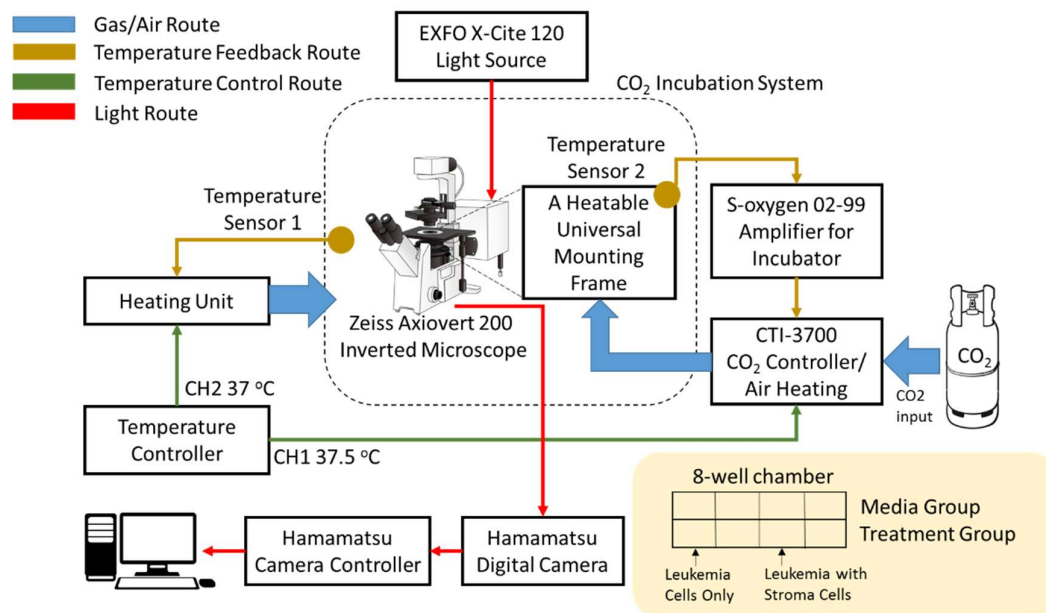 Gas/Air Route
Temperature Feedback Route
Temperature Control Route
Light Route
EXFO X-Cite 120
Light Source
CO₂ Incubation System
Temperature
Sensor 1
Temperature
Sensor 2
A Heatable
Universal
Mounting
Frame
S-oxygen 02-99
Amplifier for
Incubator
Heating Unit
Zeiss Axiovert 200
Inverted Microscope
CTI-3700
CO₂ Controller/
Air Heating
CO₂
CO2
input
CH2 37 °C
Temperature
Controller
CH1 37.5 °C
Hamamatsu
Camera Controller
Hamamatsu
Digital Camera
8-well chamber
Media Group
Treatment Group
Leukemia
Cells Only
Leukemia with
Stroma Cells